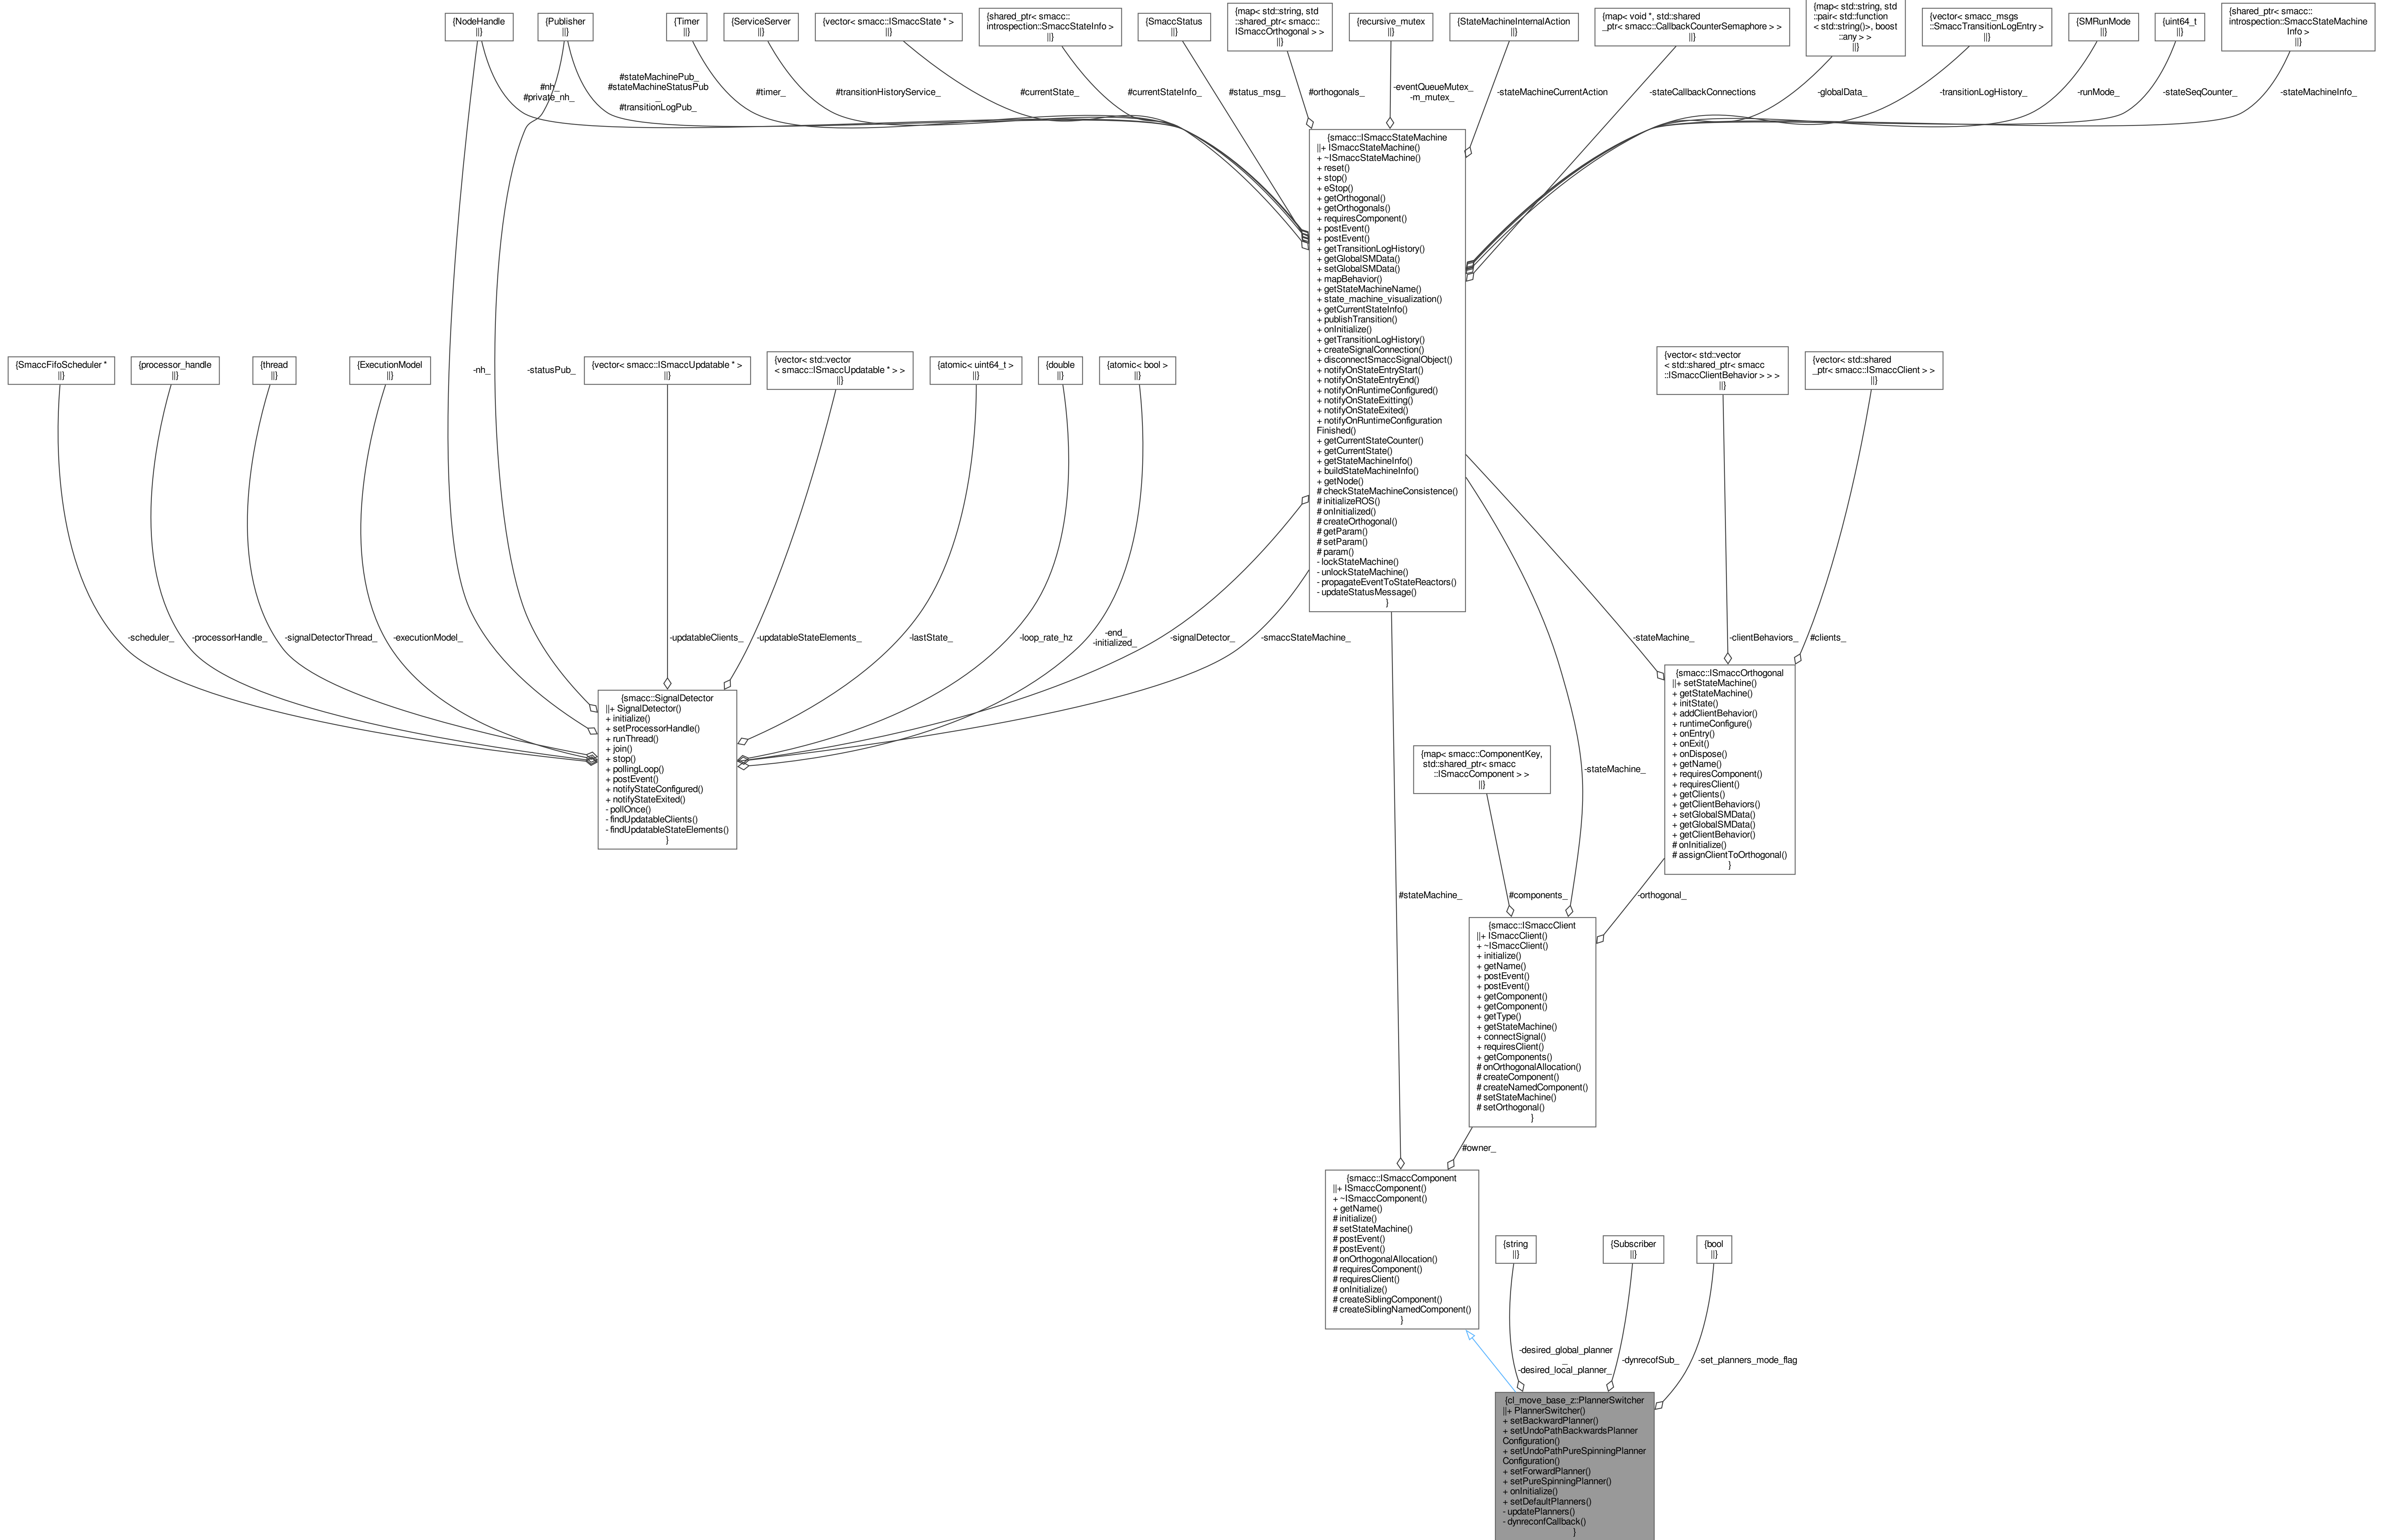 {NodeHandle
||}
{Publisher
||}
{Timer
||}
{ServiceServer
||}
{vector< smacc::ISmaccState * >
||}
{shared_ptr< smacc::
introspection::SmaccStateInfo >
||}
{SmaccStatus
||}
{map< std::string, std
::shared_ptr< smacc::
ISmaccOrthogonal > >
||}
{recursive_mutex
||}
{StateMachineInternalAction
||}
{map< void *, std::shared
_ptr< smacc::CallbackCounterSemaphore > >
||}
{map< std::string, std
::pair< std::function
< std::string()>, boost
::any > >
||}
{vector< smacc_msgs
::SmaccTransitionLogEntry >
||}
{SMRunMode
||}
{uint64_t
||}
{shared_ptr< smacc::
introspection::SmaccStateMachine
Info >
||}
#nh_
#private_nh_
#stateMachinePub_
#stateMachineStatusPub
_
#transitionLogPub_
#timer_
#transitionHistoryService_
#currentState_
#currentStateInfo_
#status_msg_
#orthogonals_
-eventQueueMutex_
-m_mutex_
-stateMachineCurrentAction
-stateCallbackConnections
-globalData_
-transitionLogHistory_
-runMode_
-stateSeqCounter_
-stateMachineInfo_
{smacc::ISmaccStateMachine
||+ ISmaccStateMachine()
+ ~ISmaccStateMachine()
+ reset()
+ stop()
+ eStop()
+ getOrthogonal()
+ getOrthogonals()
+ requiresComponent()
+ postEvent()
+ postEvent()
+ getTransitionLogHistory()
+ getGlobalSMData()
+ setGlobalSMData()
+ mapBehavior()
+ getStateMachineName()
+ state_machine_visualization()
+ getCurrentStateInfo()
+ publishTransition()
+ onInitialize()
+ getTransitionHistory()
+ createSignalConnection()
+ disconnectSmaccSignalObject()
+ notifyOnStateEntryStart()
+ notifyOnStateEntryEnd()
+ notifyOnRuntimeConfigured()
+ notifyOnStateExitting()
+ notifyOnStateExited()
+ notifyOnRuntimeConfiguration
Finished()
+ getCurrentStateCounter()
+ getCurrentState()
+ getStateMachineInfo()
+ buildStateMachineInfo()
+ getNode()
# checkStateMachineConsistence()
# initializeROS()
# onInitialized()
# createOrthogonal()
# getParam()
# setParam()
# param()
- lockStateMachine()
- unlockStateMachine()
- propagateEventToStateReactors()
- updateStatusMessage()
}
{SmaccFifoScheduler *
||}
{processor_handle
||}
{thread
||}
{ExecutionModel
||}
-nh_
-statusPub_
{vector< smacc::ISmaccUpdatable * >
||}
{vector< std::vector
< smacc::ISmaccUpdatable * > >
||}
{atomic< uint64_t >
||}
{double
||}
{atomic< bool >
||}
{vector< std::vector
< std::shared_ptr< smacc
::ISmaccClientBehavior > > >
||}
{vector< std::shared
_ptr< smacc::ISmaccClient > >
||}
-scheduler_
-processorHandle_
-signalDetectorThread_
-executionModel_
-updatableClients_
-updatableStateElements_
-lastState_
-loop_rate_hz
-end_
-initialized_
-signalDetector_
-smaccStateMachine_
-stateMachine_
-clientBehaviors_
#clients_
{smacc::SignalDetector
||+ SignalDetector()
+ initialize()
+ setProcessorHandle()
+ runThread()
+ join()
+ stop()
+ pollingLoop()
+ postEvent()
+ notifyStateConfigured()
+ notifyStateExited()
- pollOnce()
- findUpdatableClients()
- findUpdatableStateElements()
}
{smacc::ISmaccOrthogonal
||+ setStateMachine()
+ getStateMachine()
+ initState()
+ addClientBehavior()
+ runtimeConfigure()
+ onEntry()
+ onExit()
+ onDispose()
+ getName()
+ requiresComponent()
+ requiresClient()
+ getClients()
+ getClientBehaviors()
+ setGlobalSMData()
+ getGlobalSMData()
+ getClientBehavior()
# onInitialize()
# assignClientToOrthogonal()
}
{map< smacc::ComponentKey,
std::shared_ptr< smacc
::ISmaccComponent > >
||}
-stateMachine_
#stateMachine_
#components_
-orthogonal_
{smacc::ISmaccClient
||+ ISmaccClient()
+ ~ISmaccClient()
+ initialize()
+ getName()
+ postEvent()
+ postEvent()
+ getComponent()
+ getComponent()
+ getType()
+ getStateMachine()
+ connectSignal()
+ requiresClient()
+ getComponents()
# onOrthogonalAllocation()
# createComponent()
# createNamedComponent()
# setStateMachine()
# setOrthogonal()
}
#owner_
{smacc::ISmaccComponent
||+ ISmaccComponent()
+ ~ISmaccComponent()
+ getName()
# initialize()
# setStateMachine()
# postEvent()
# postEvent()
# onOrthogonalAllocation()
# requiresComponent()
# requiresClient()
# onInitialize()
# createSiblingComponent()
# createSiblingNamedComponent()
}
{string
||}
{Subscriber
||}
{bool
||}
-desired_global_planner
_
-desired_local_planner_
-dynrecofSub_
-set_planners_mode_flag
{cl_move_base_z::PlannerSwitcher
||+ PlannerSwitcher()
+ setBackwardPlanner()
+ setUndoPathBackwardsPlanner
Configuration()
+ setUndoPathPureSpinningPlanner
Configuration()
+ setForwardPlanner()
+ setPureSpinningPlanner()
+ onInitialize()
+ setDefaultPlanners()
- updatePlanners()
- dynreconfCallback()
}